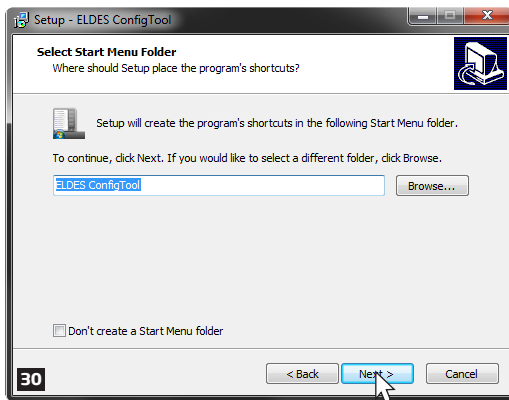 Setup - ELDES ConfigTool
Select Start Menu Folder
Where should Setup place the program's shortcuts?
Setup will create the program's shortcuts in the following Start Menu folder.
To continue, click Next. If you would like to select a different folder, click Browse.
ELDES ConfigTool
Browse...
Don't create a Start Menu folder
30
< Back
Next >
Cancel